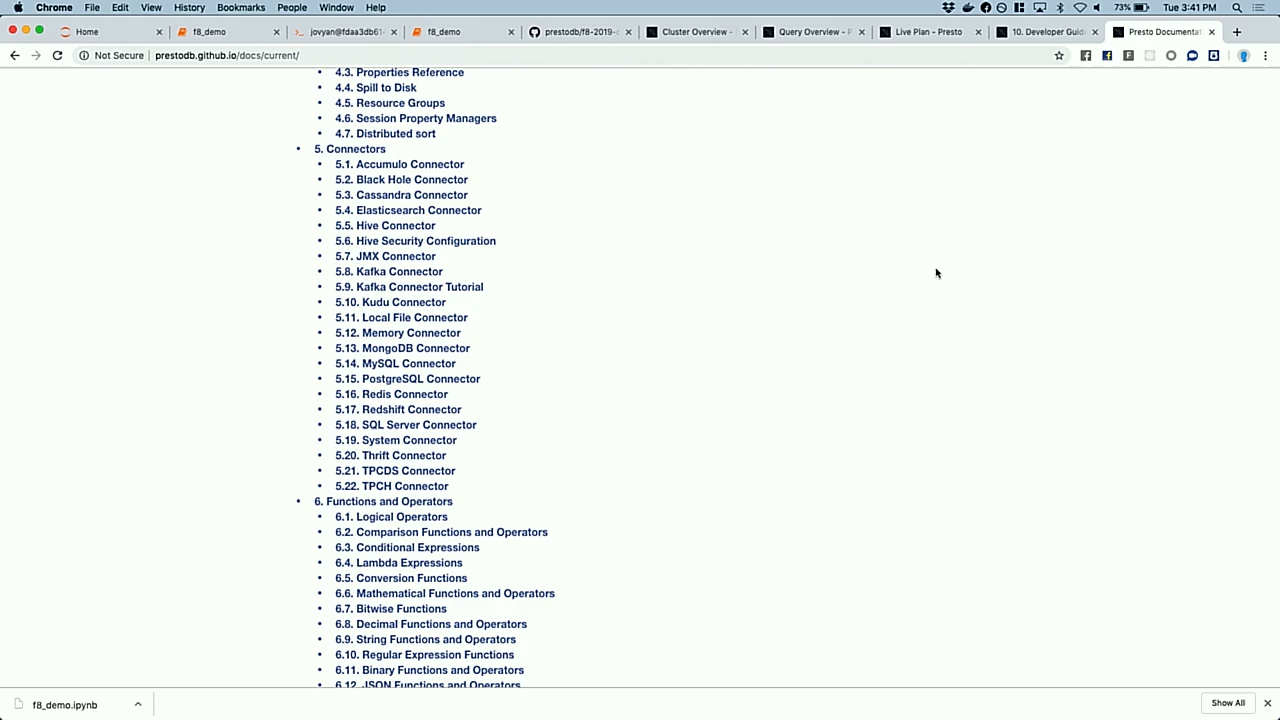 Chrome File Edit View History Bookmarks People Window Help 73% Tue 3:41 PM
Home f8_demo jovyan@fdaa3db61 f8_demo prestodb/f8-2019- Cluster Overview - Query Overview - P Live Plan - Presto 10. Developer Guid Presto Documenta
Not Secure prestodb.github.io/docs/current/
• 4.3. Properties Reference
• 4.4. Spill to Disk
• 4.5. Resource Groups
• 4.6. Session Property Managers
• 4.7. Distributed sort
• 5. Connectors
• 5.1. Accumulo Connector
• 5.2. Black Hole Connector
• 5.3. Cassandra Connector
• 5.4. Elasticsearch Connector
• 5.5. Hive Connector
• 5.6. Hive Security Configuration
• 5.7. JMX Connector
• 5.8. Kafka Connector
• 5.9. Kafka Connector Tutorial
• 5.10. Kudu Connector
• 5.11. Local File Connector
• 5.12. Memory Connector
• 5.13. MongoDB Connector
• 5.14. MySQL Connector
• 5.15. PostgreSQL Connector
• 5.16. Redis Connector
• 5.17. Redshift Connector
• 5.18. SQL Server Connector
• 5.19. System Connector
• 5.20. Thrift Connector
• 5.21. TPCDS Connector
• 5.22. TPCH Connector
• 6. Functions and Operators
• 6.1. Logical Operators
• 6.2. Comparison Functions and Operators
• 6.3. Conditional Expressions
• 6.4. Lambda Expressions
• 6.5. Conversion Functions
• 6.6. Mathematical Functions and Operators
• 6.7. Bitwise Functions
• 6.8. Decimal Functions and Operators
• 6.9. String Functions and Operators
• 6.10. Regular Expression Functions
• 6.11. Binary Functions and Operators
• 6.12. JSON Functions and Operators
f8_demo.ipynb Show All